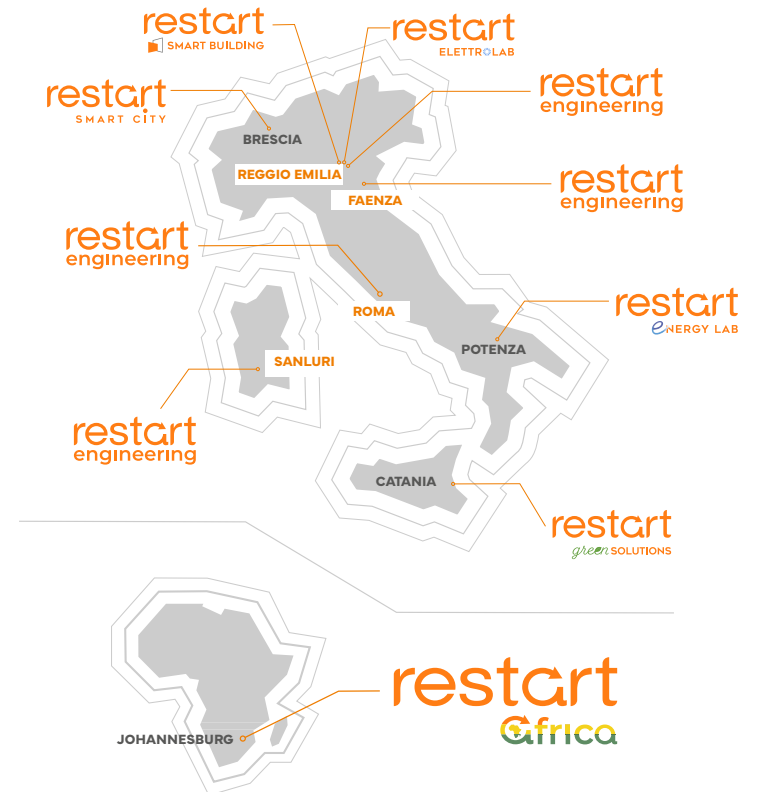 restart
SMART BUILDING
restart
ELETTROLAB
restart
engineering
restart
SMART CITY
BRESCIA
REGGIO EMILIA
FAENZA
restart
engineering
restart
engineering
ROMA
restart
eNERGY LAB
POTENZA
SANLURI
restart
engineering
CATANIA
restart
green SOLUTIONS
restart
africa
JOHANNESBURG